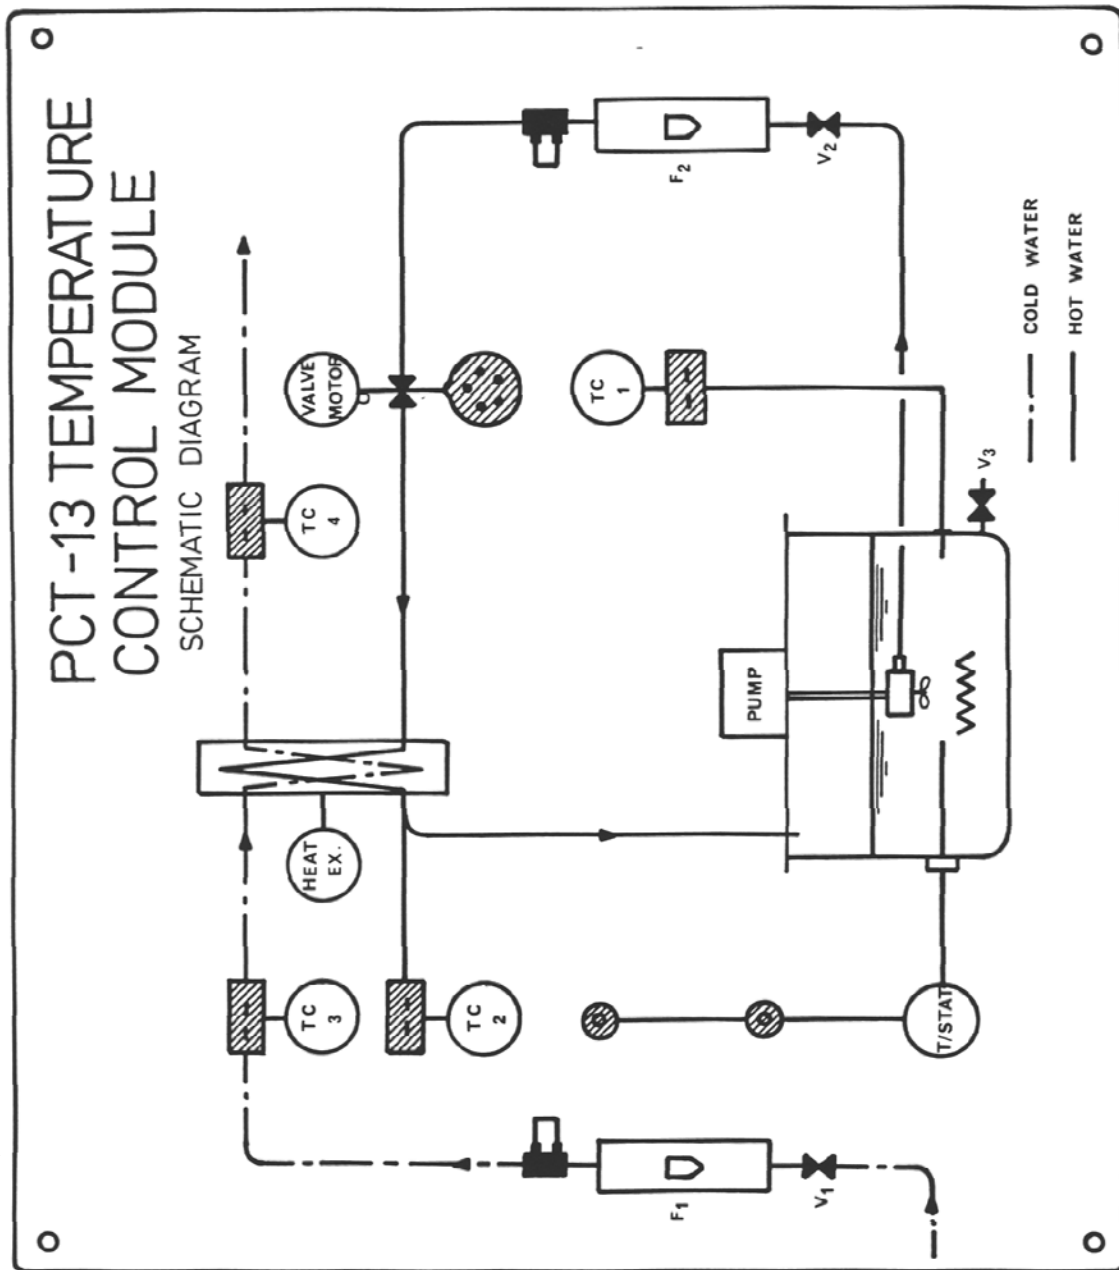 PCT-13 TEMPERATURE
CONTROL MODULE
SCHEMATIC DIAGRAM
VALVE
MOTOR
TC
4
HEAT
EX.
TC
3
TC
2
TC
1
F2
V2
PUMP
V3
T/STAT
F1
V1
COLD WATER
HOT WATER